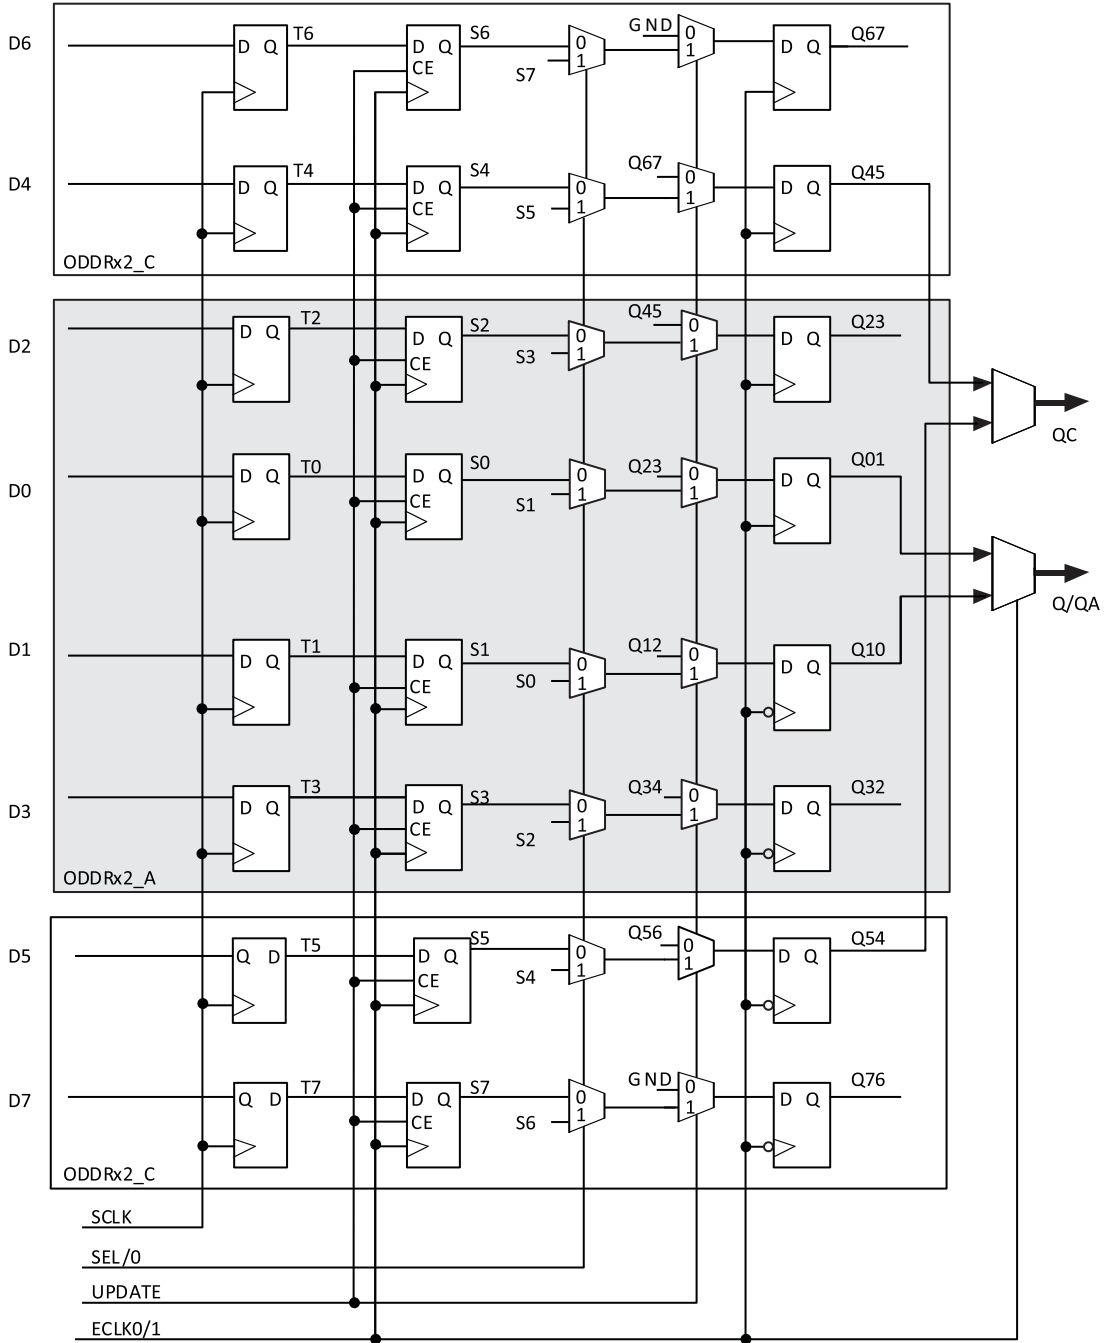 D6 D Q T6 D Q CE S6 0 1 S7 GND 0 1 D Q Q67
D4 D Q T4 D Q CE S4 0 1 S5 Q67 0 1 D Q Q45
ODDRx2_C
D2 D Q T2 D Q CE S2 0 1 S3 Q45 0 1 D Q Q23
QC
D0 D Q T0 D Q CE S0 0 1 S1 Q23 0 1 D Q Q01
Q/QA
D1 D Q T1 D Q CE S1 0 1 S0 Q12 0 1 D Q Q10
D3 D Q T3 D Q CE S3 0 1 S2 Q34 0 1 D Q Q32
ODDRx2_A
D5 Q D T5 D Q CE S5 0 1 S4 Q56 0 1 D Q Q54
D7 Q D T7 D Q CE S7 0 1 S6 GND 0 1 D Q Q76
ODDRx2_C
SCLK
SEL/0
UPDATE
ECLK0/1